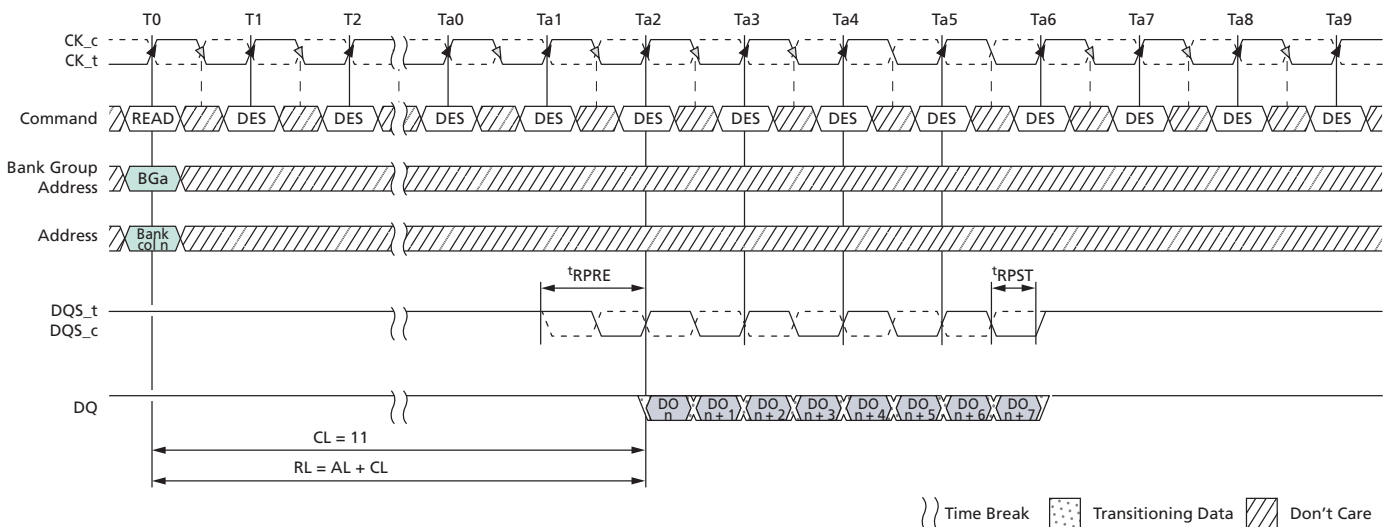 T0 T1 T2 Ta0 Ta1 Ta2 Ta3 Ta4 Ta5 Ta6 Ta7 Ta8 Ta9
CK_c
CK_t
Command READ DES DES DES DES DES DES DES DES DES DES DES DES
Bank Group
Address
BGa
Address
Bank
col n
tRPRE
tRPST
DQS_t
DQS_c
DQ
DO n
DO n + 1
DO n + 2
DO n + 3
DO n + 4
DO n + 5
DO n + 6
DO n + 7
CL = 11
RL = AL + CL
Time Break Transitioning Data Don't Care